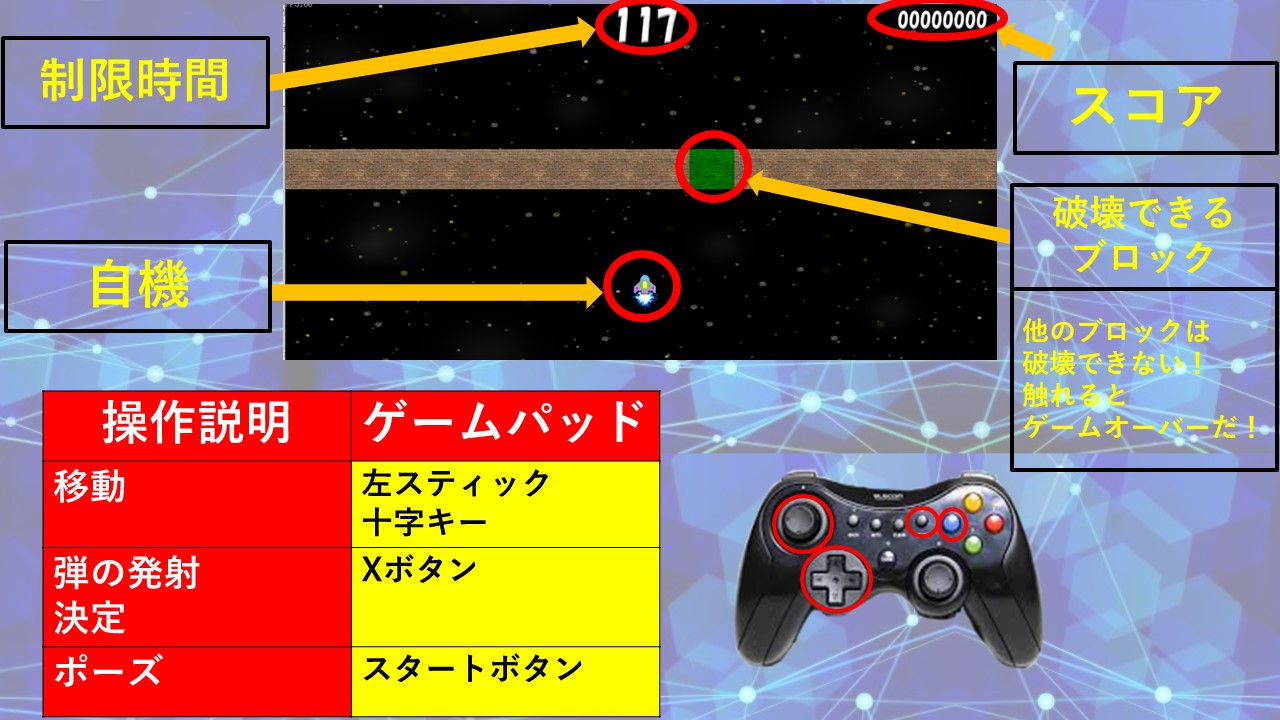 117
00000000
制限時間
スコア
破壊できる
ブロック
自機
他のブロックは
破壊できない！
触れると
ゲームオーバーだ！
操作説明
ゲームパッド
移動
左スティック
十字キー
弾の発射
決定
Xボタン
ポーズ
スタートボタン
ELECOM